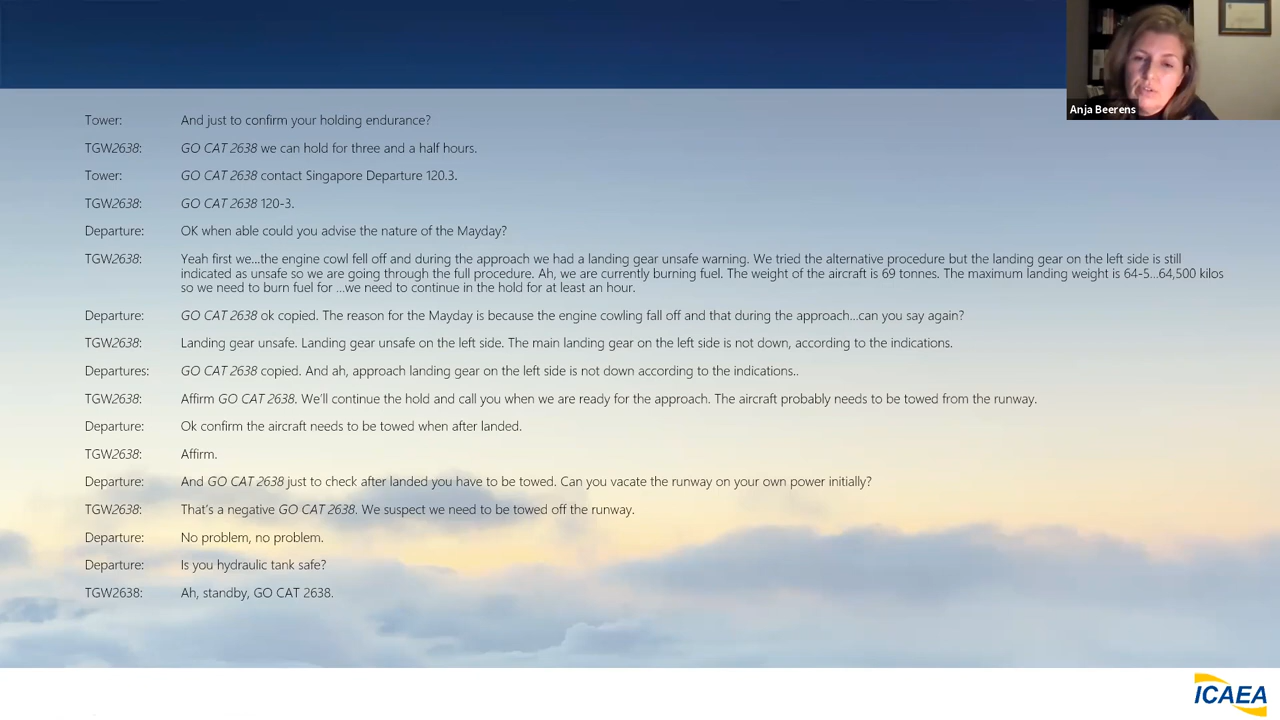 Anja Beerens
Tower: And just to confirm your holding endurance?
TGW2638: GO CAT 2638 we can hold for three and a half hours.
Tower: GO CAT 2638 contact Singapore Departure 120.3.
TGW2638: GO CAT 2638 120-3.
Departure: OK when able could you advise the nature of the Mayday?
TGW2638: Yeah first we...the engine cowl fell off and during the approach we had a landing gear unsafe warning. We tried the alternative procedure but the landing gear on the left side is still
indicated as unsafe so we are going through the full procedure. Ah, we are currently burning fuel. The weight of the aircraft is 69 tonnes. The maximum landing weight is 64-5...64,500 kilos
so we need to burn fuel for ...we need to continue in the hold for at least an hour.
Departure: GO CAT 2638 ok copied. The reason for the Mayday is because the engine cowling fall off and that during the approach...can you say again?
TGW2638: Landing gear unsafe. Landing gear unsafe on the left side. The main landing gear on the left side is not down, according to the indications.
Departures: GO CAT 2638 copied. And ah, approach landing gear on the left side is not down according to the indications..
TGW2638: Affirm GO CAT 2638. We'll continue the hold and call you when we are ready for the approach. The aircraft probably needs to be towed from the runway.
Departure: Ok confirm the aircraft needs to be towed when after landed.
TGW2638: Affirm.
Departure: And GO CAT 2638 just to check after landed you have to be towed. Can you vacate the runway on your own power initially?
TGW2638: That's a negative GO CAT 2638. We suspect we need to be towed off the runway.
Departure: No problem, no problem.
Departure: Is you hydraulic tank safe?
TGW2638: Ah, standby, GO CAT 2638.
ICAEA